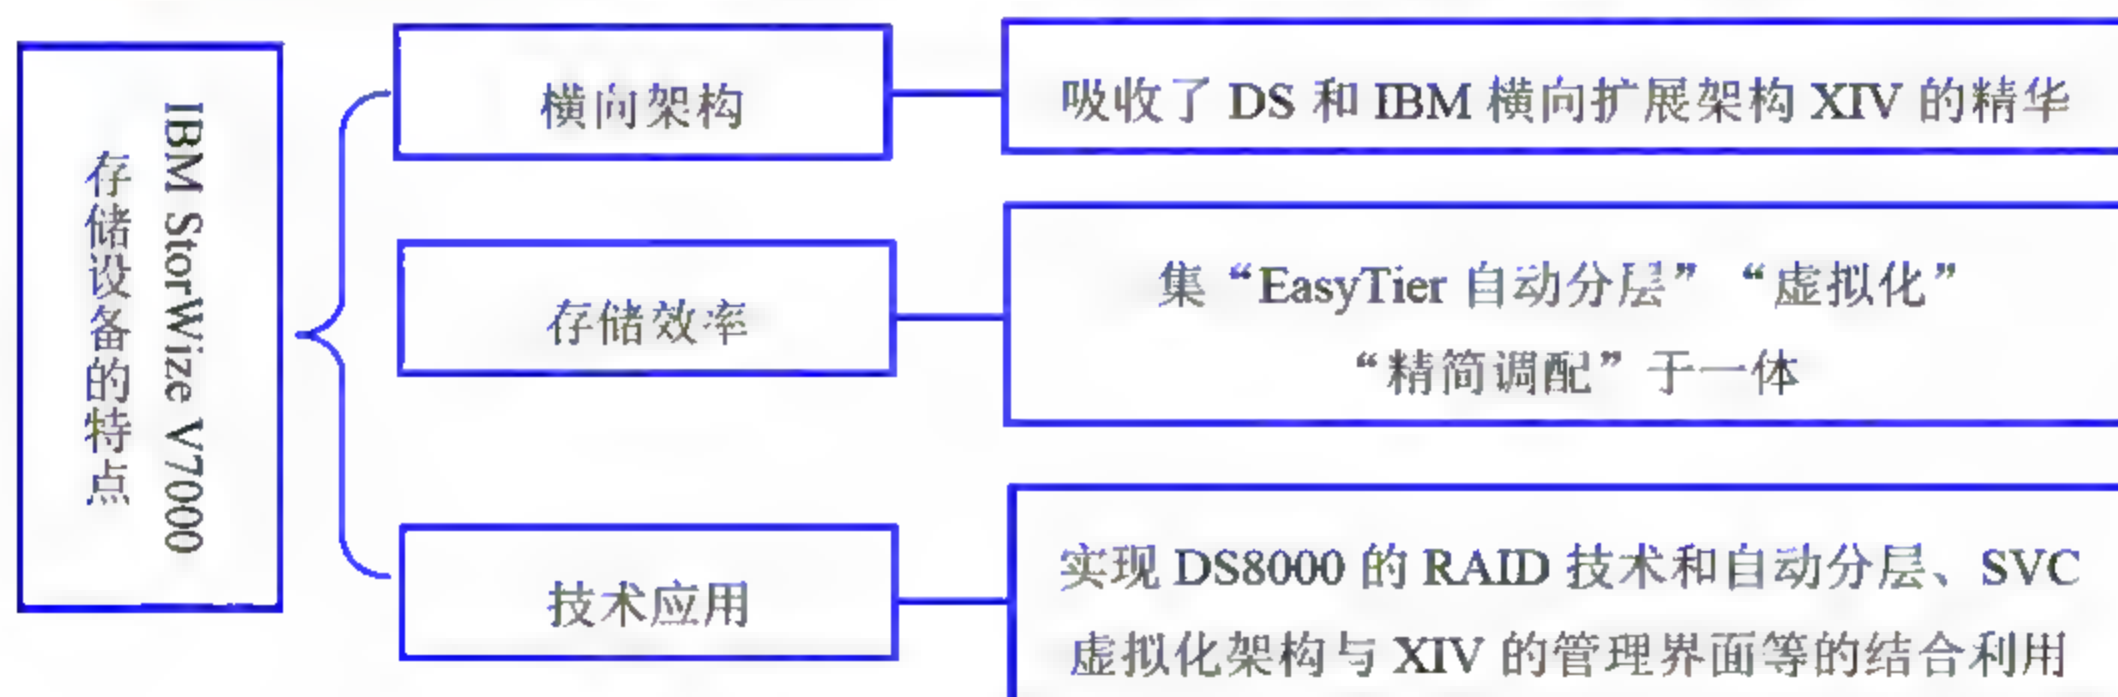 IBM StorWize V7000
存储设备的特点
横向架构
吸收了 DS 和 IBM 横向扩展架构 XIV 的精华
存储效率
集“EasyTier 自动分层”“虚拟化”
“精简调配”于一体
技术应用
实现 DS8000 的 RAID 技术和自动分层、SVC
虚拟化架构与 XIV 的管理界面等的结合利用